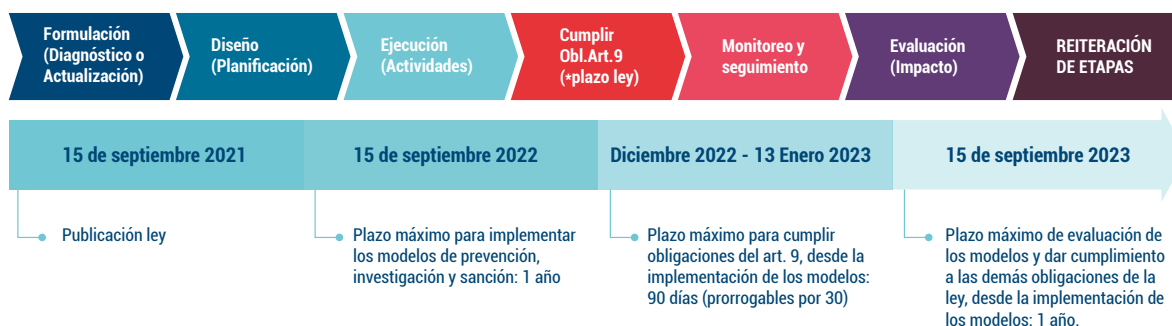 Formulación
(Diagnóstico o
Actualización)
Diseño
(Planificación)
Ejecución
(Actividades)
Cumplir
Obl.Art.9
(*plazo ley)
Monitoreo y
seguimiento
Evaluación
(Impacto)
REITERACIÓN
DE ETAPAS
15 de septiembre 2021
15 de septiembre 2022
Diciembre 2022 - 13 Enero 2023
15 de septiembre 2023
Publicación ley
Plazo máximo para implementar
los modelos de prevención,
investigación y sanción: 1 año
Plazo máximo para cumplir
obligaciones del art. 9, desde la
implementación de los modelos:
90 días (prorrogables por 30)
Plazo máximo de evaluación de
los modelos y dar cumplimiento
a las demás obligaciones de la
ley, desde la implementación de
los modelos: 1 año.